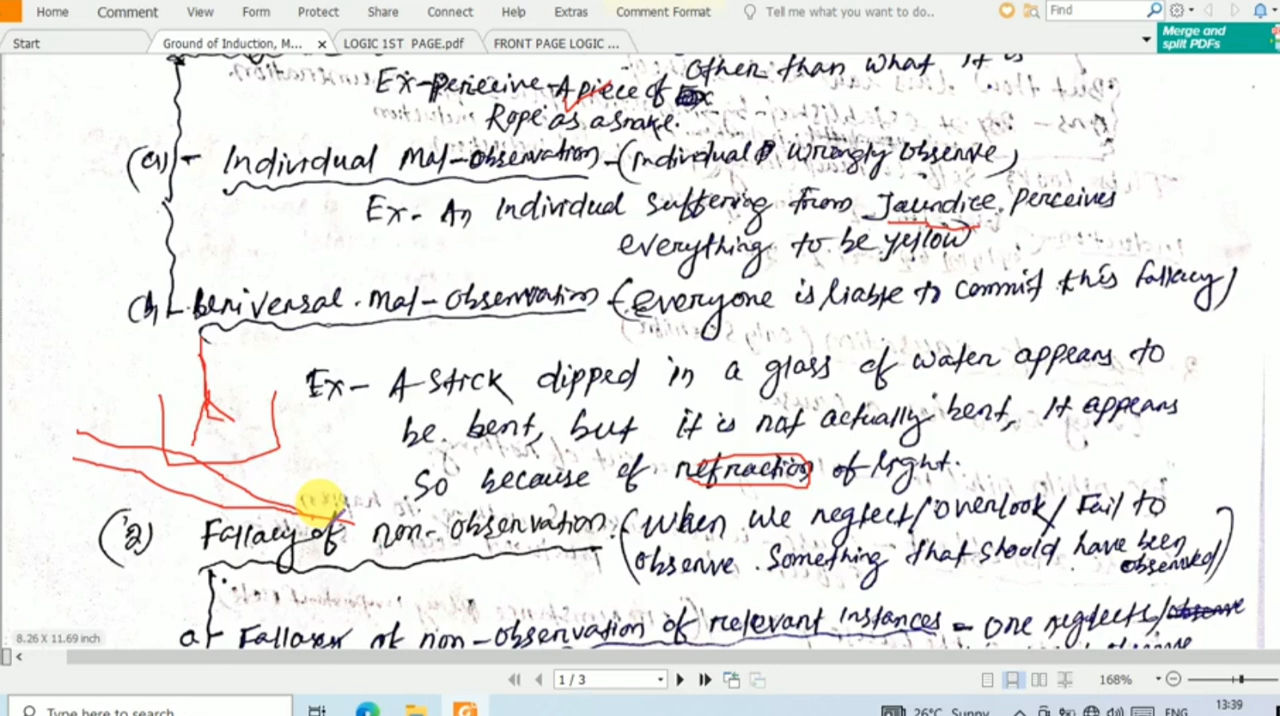 Home Comment View Form Protect Share Connect Help Extras Comment Format Tell me what you want to do.. Find
Merge and split PDFs
Start Ground of Induction, M... × LOGIC 1ST PAGE.pdf FRONT PAGE LOGIC ...
other than what it is
Ex-perceive-A piece of
Rope as a snake.
(a) - Individual Mal-observation - (individual wrongly observe)
Ex- An Individual suffering from Jaundice perceives
everything to be yellow
(b) - Universal Mal-Observation - (everyone is liable to commit this fallacy)
Ex- A stick dipped in a glass of water appears to
be bent, but it is not actually bent, It appears
so because of refraction of light.
(2) Fallacy of non-observation. (when we neglect/overlook/Fail to
observe something that should have been
observed)
a) - Fallacy of non-observation of relevant instances - one neglects/observe
8.26 X 11.69 inch
1 / 3 168%
Type here to search 26°C Sunny ENG 13:39